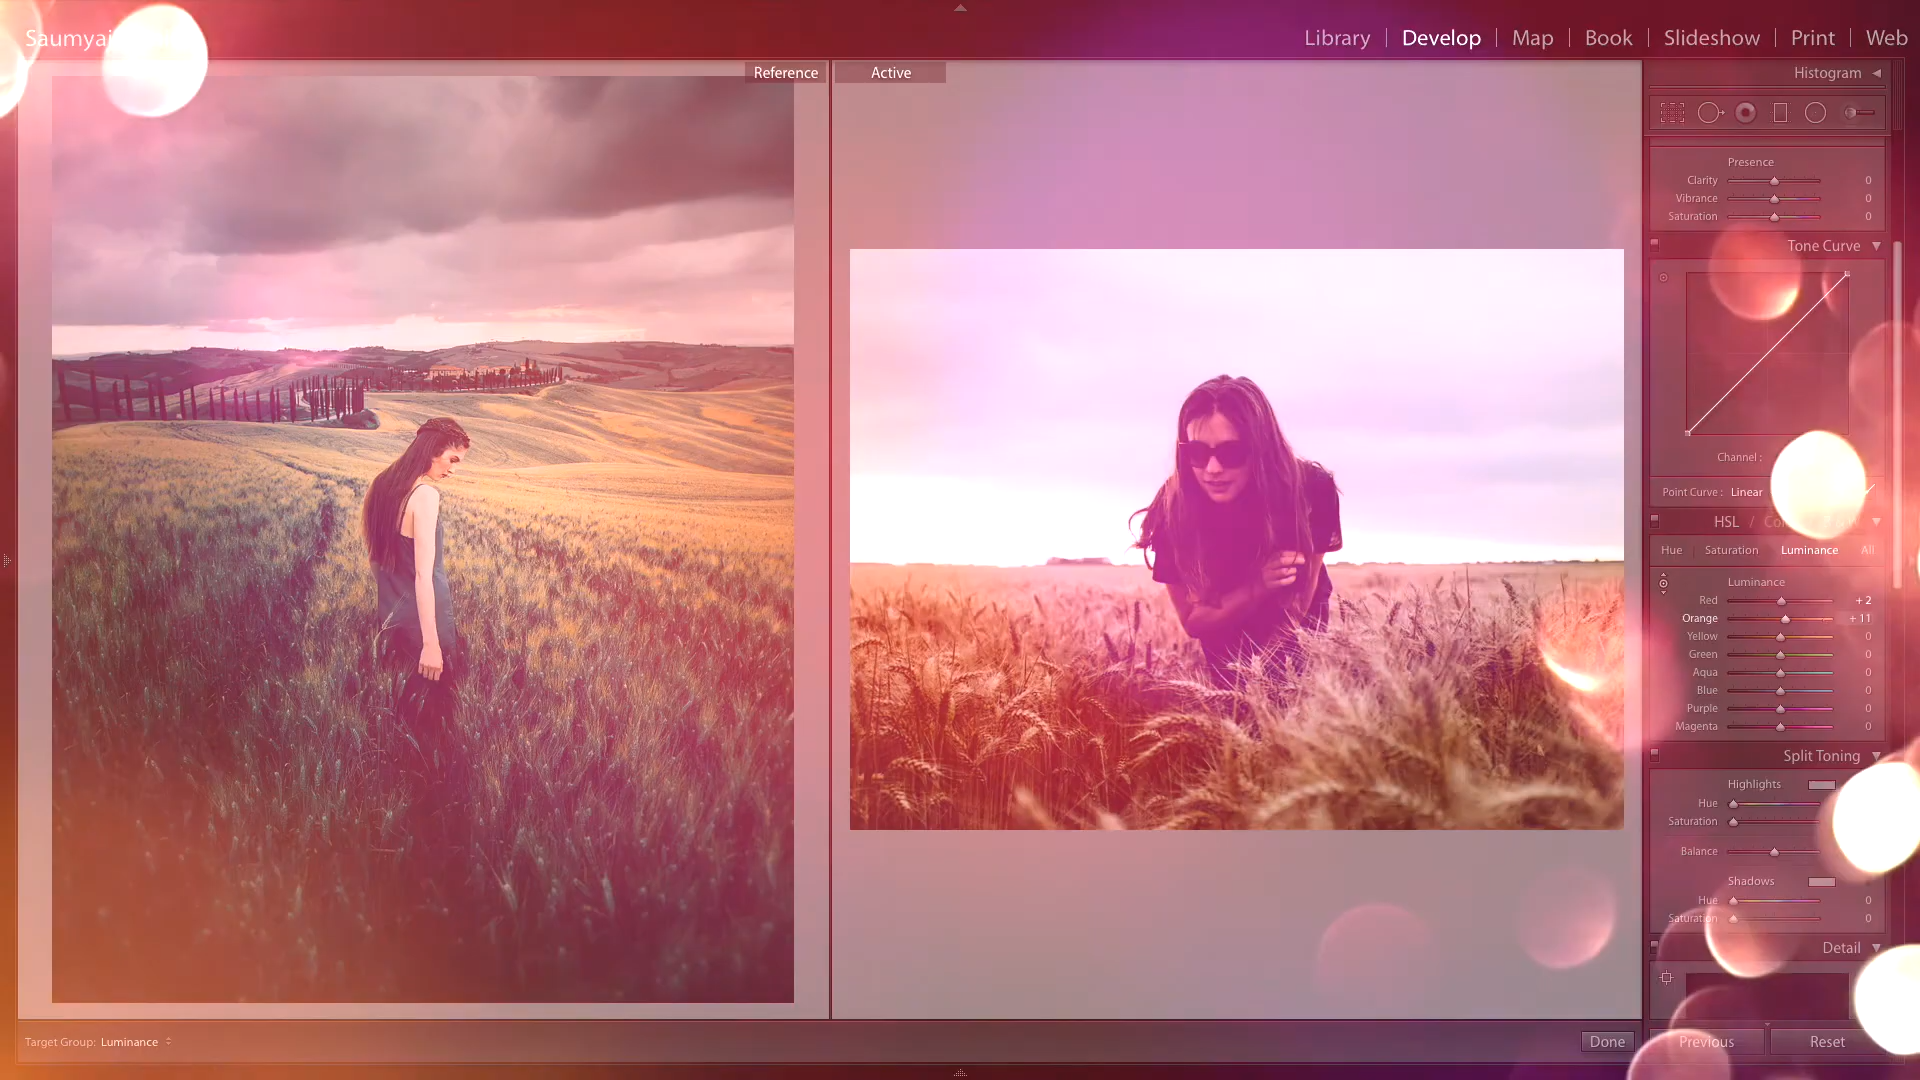 Saumyai
Library | Develop | Map | Book | Slideshow | Print | Web
Reference
Active
Histogram
Presence
Clarity 0
Vibrance 0
Saturation 0
Tone Curve
Channel :
Point Curve : Linear
HSL /
Hue Saturation Luminance All
Luminance
Red + 2
Orange + 11
Yellow 0
Green 0
Aqua 0
Blue 0
Purple 0
Magenta 0
Split Toning
Highlights
Hue
Saturation
Balance
Shadows
Hue 0
Saturation 0
Detail
Target Group: Luminance
Done
Previous
Reset